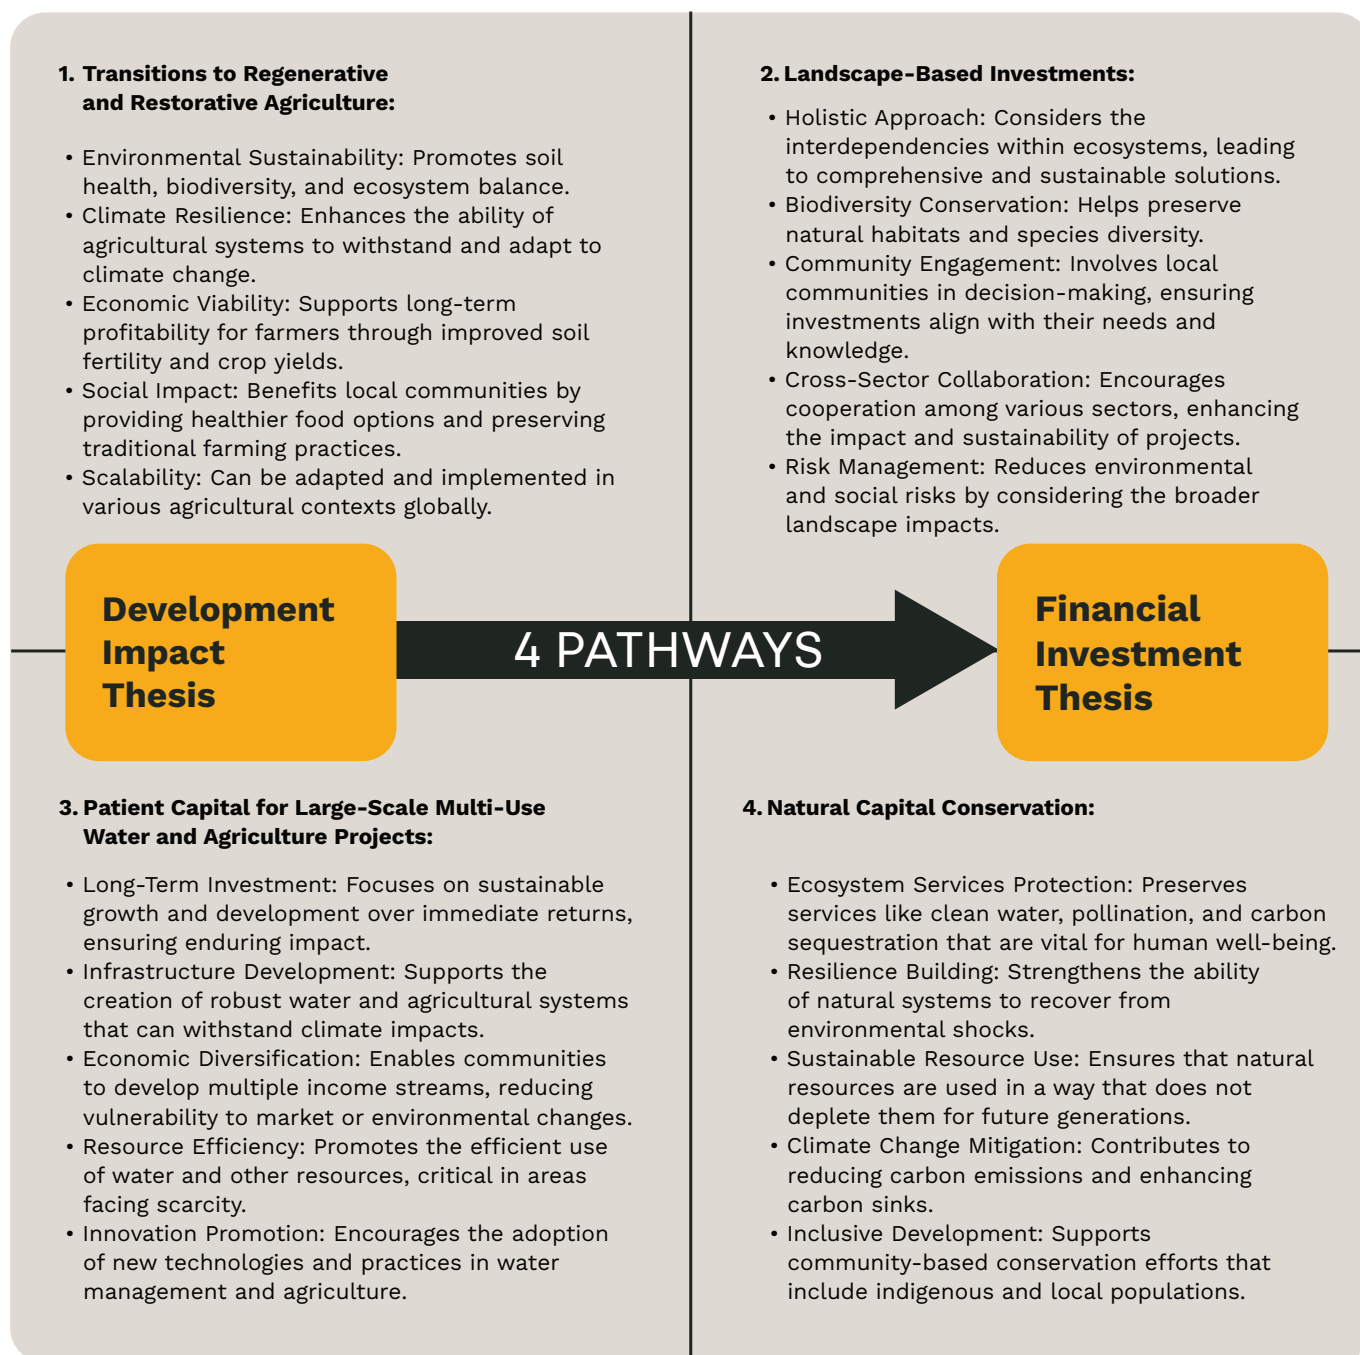 1. Transitions to Regenerative
and Restorative Agriculture:
• Environmental Sustainability: Promotes soil
health, biodiversity, and ecosystem balance.
• Climate Resilience: Enhances the ability of
agricultural systems to withstand and adapt to
climate change.
• Economic Viability: Supports long-term
profitability for farmers through improved soil
fertility and crop yields.
• Social Impact: Benefits local communities by
providing healthier food options and preserving
traditional farming practices.
• Scalability: Can be adapted and implemented in
various agricultural contexts globally.
2. Landscape-Based Investments:
• Holistic Approach: Considers the
interdependencies within ecosystems, leading
to comprehensive and sustainable solutions.
• Biodiversity Conservation: Helps preserve
natural habitats and species diversity.
• Community Engagement: Involves local
communities in decision-making, ensuring
investments align with their needs and
knowledge.
• Cross-Sector Collaboration: Encourages
cooperation among various sectors, enhancing
the impact and sustainability of projects.
• Risk Management: Reduces environmental
and social risks by considering the broader
landscape impacts.
Development
Impact
Thesis
4 PATHWAYS
Financial
Investment
Thesis
3. Patient Capital for Large-Scale Multi-Use
Water and Agriculture Projects:
• Long-Term Investment: Focuses on sustainable
growth and development over immediate returns,
ensuring enduring impact.
• Infrastructure Development: Supports the
creation of robust water and agricultural systems
that can withstand climate impacts.
• Economic Diversification: Enables communities
to develop multiple income streams, reducing
vulnerability to market or environmental changes.
• Resource Efficiency: Promotes the efficient use
of water and other resources, critical in areas
facing scarcity.
• Innovation Promotion: Encourages the adoption
of new technologies and practices in water
management and agriculture.
4. Natural Capital Conservation:
• Ecosystem Services Protection: Preserves
services like clean water, pollination, and carbon
sequestration that are vital for human well-being.
• Resilience Building: Strengthens the ability
of natural systems to recover from
environmental shocks.
• Sustainable Resource Use: Ensures that natural
resources are used in a way that does not
deplete them for future generations.
• Climate Change Mitigation: Contributes to
reducing carbon emissions and enhancing
carbon sinks.
• Inclusive Development: Supports
community-based conservation efforts that
include indigenous and local populations.